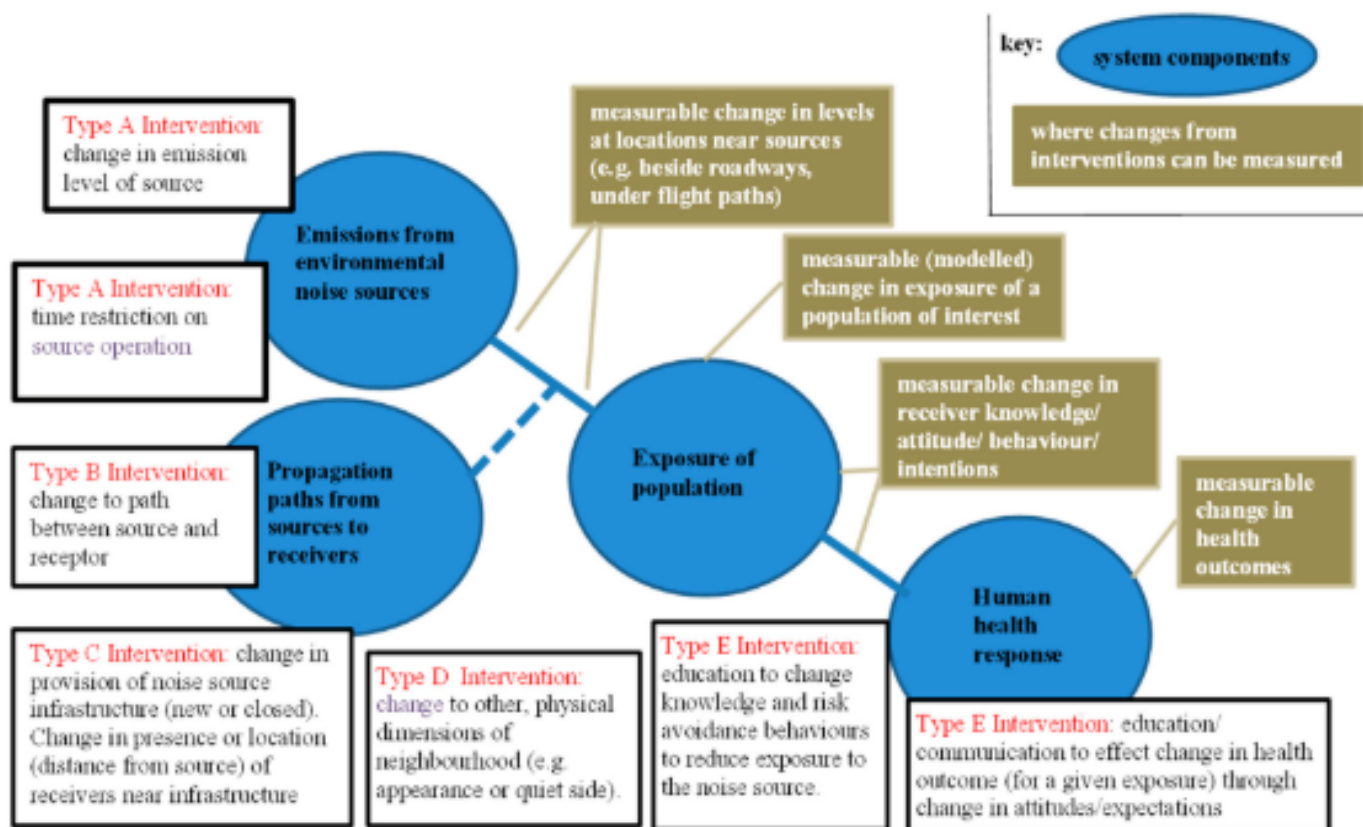 key:
system components
where changes from
interventions can be measured
Type A Intervention:
change in emission
level of source
measurable change in levels
at locations near sources
(e.g. beside roadways,
under flight paths)
Emissions from
environmental
noise sources
Type A Intervention:
time restriction on
source operation
measurable (modelled)
change in exposure of a
population of interest
measurable change in
receiver knowledge/
attitude/ behaviour/
intentions
Type B Intervention:
change to path
between source and
receptor
Propagation
paths from
sources to
receivers
Exposure of
population
measurable
change in
health
outcomes
Human
health
response
Type C Intervention: change in
provision of noise source
infrastructure (new or closed).
Change in presence or location
(distance from source) of
receivers near infrastructure
Type D Intervention:
change to other, physical
dimensions of
neighbourhood (e.g.
appearance or quiet side).
Type E Intervention:
education to change
knowledge and risk
avoidance behaviours
to reduce exposure to
the noise source.
Type E Intervention: education/
communication to effect change in health
outcome (for a given exposure) through
change in attitudes/expectations